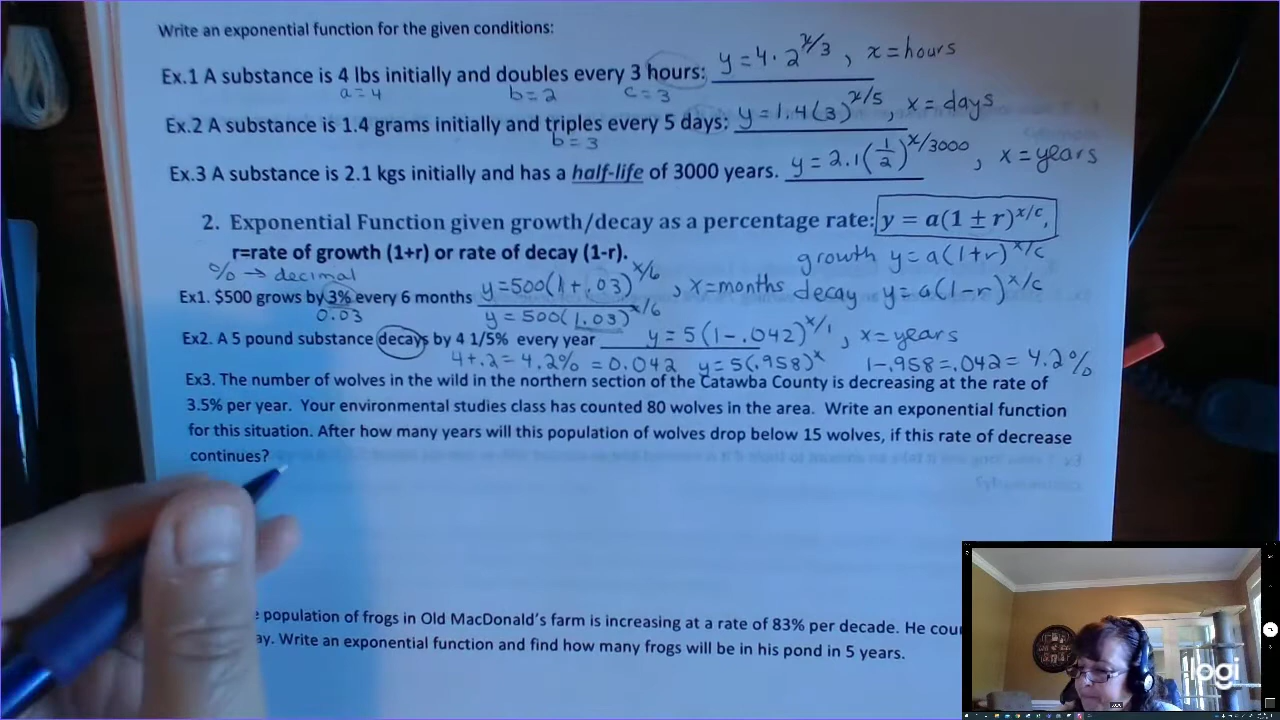 Write an exponential function for the given conditions:
Ex.1 A substance is 4 lbs initially and doubles every 3 hours: y = 4 · 2^x/3 , x = hours
a = 4 b = 2 c = 3
Ex.2 A substance is 1.4 grams initially and triples every 5 days: y = 1.4(3)^x/5 , x = days
b = 3
Ex.3 A substance is 2.1 kgs initially and has a half-life of 3000 years. y = 2.1(1/2)^x/3000 , x = years
2. Exponential Function given growth/decay as a percentage rate: y = a(1 ± r)^x/c,
r=rate of growth (1+r) or rate of decay (1-r). growth y = a(1+r)^x/c
% → decimal
Ex1. $500 grows by 3% every 6 months y=500(1+.03)^x/6 , x=months decay y = a(1-r)^x/c
0.03 y = 500(1.03)^x/6
Ex2. A 5 pound substance decays by 4 1/5% every year y = 5(1-.042)^x/1 , x = years
4+.2 = 4.2% = 0.042 y = 5(.958)^x 1-.958=.042 = 4.2%
Ex3. The number of wolves in the wild in the northern section of the Catawba County is decreasing at the rate of
3.5% per year. Your environmental studies class has counted 80 wolves in the area. Write an exponential function
for this situation. After how many years will this population of wolves drop below 15 wolves, if this rate of decrease
continues?
population of frogs in Old MacDonald's farm is increasing at a rate of 83% per decade. He
Write an exponential function and find how many frogs will be in his pond in 5 years.
logi